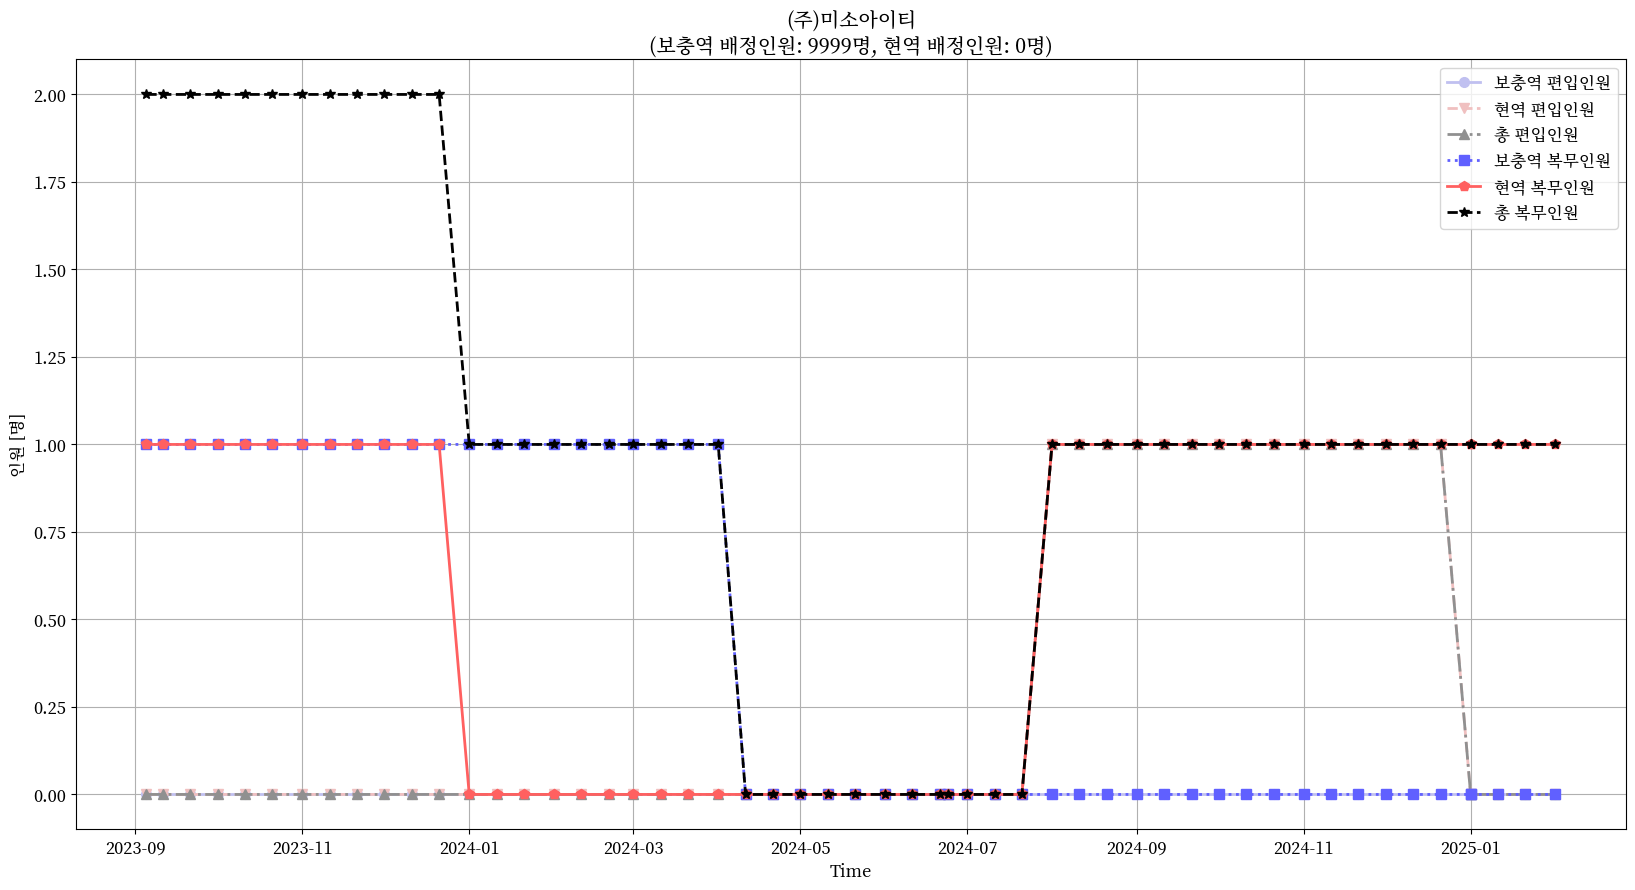 (주)미소아이티
(보충역 배정인원: 9999명, 현역 배정인원: 0명)
보충역 편입인원
현역 편입인원
총 편입인원
보충역 복무인원
현역 복무인원
총 복무인원
인원 [명]
2.00
1.75
1.50
1.25
1.00
0.75
0.50
0.25
0.00
2023-09 2023-11 2024-01 2024-03 2024-05 2024-07 2024-09 2024-11 2025-01
Time